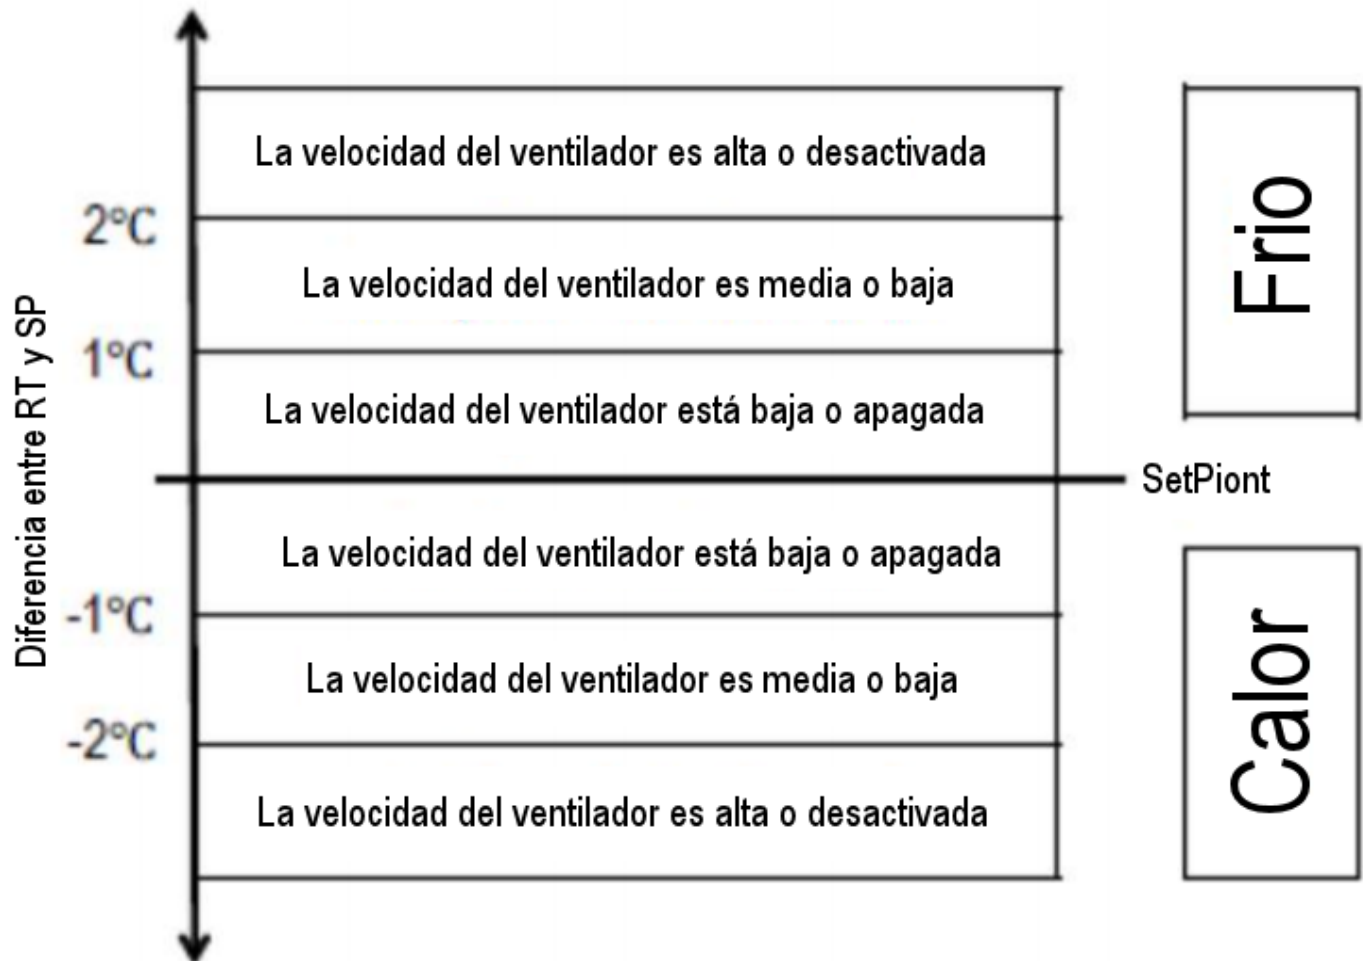 La velocidad del ventilador es alta o desactivada
2°C
La velocidad del ventilador es media o baja
1°C
La velocidad del ventilador está baja o apagada
Frio
Diferencia entre RT y SP
SetPiont
La velocidad del ventilador está baja o apagada
-1°C
La velocidad del ventilador es media o baja
-2°C
La velocidad del ventilador es alta o desactivada
Calor